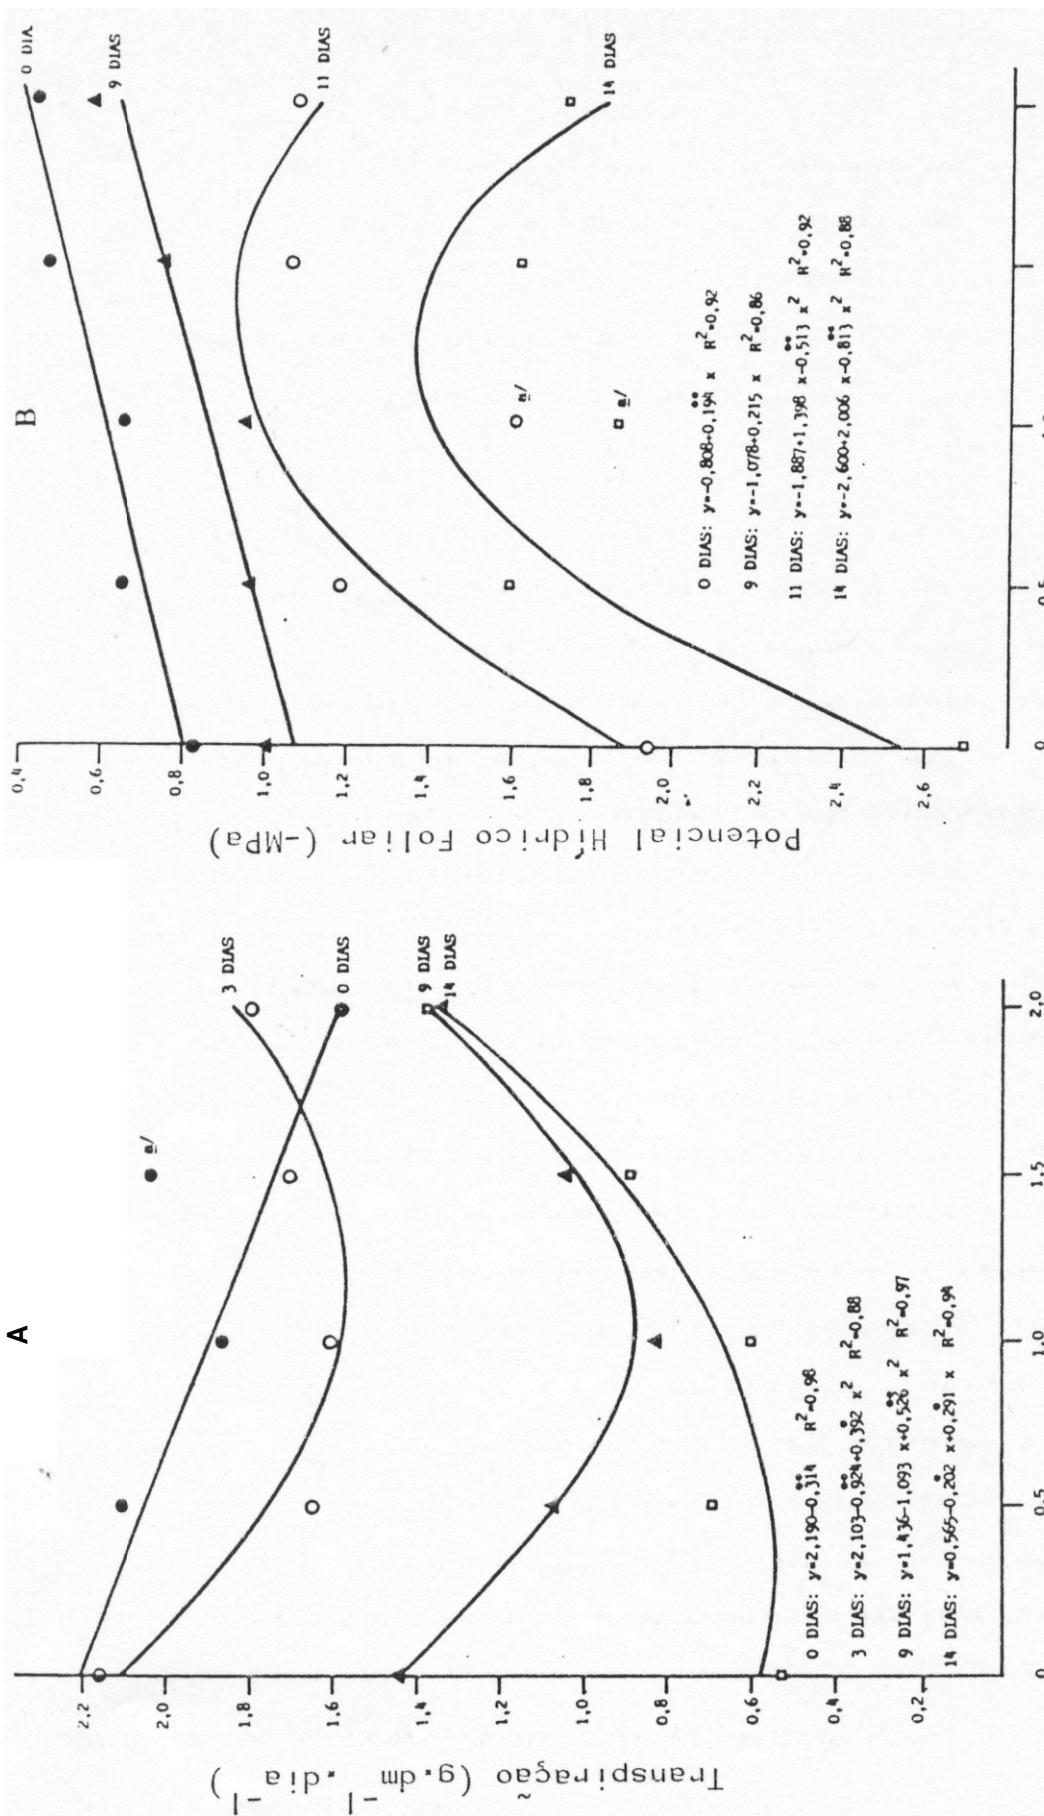 A
Transpiração (g.dm⁻¹.dia⁻¹)
2,2
2,0
1,8
1,6
1,4
1,2
1,0
0,8
0,6
0,4
0,2
3 DIAS
0 DIAS
9 DIAS
14 DIAS
a/
0 DIAS: y=2,190-0,314** R²=0,98
3 DIAS: y=2,103-0,924**+0,392* x² R²=0,88
9 DIAS: y=1,436-1,093 x+0,526** x² R²=0,97
14 DIAS: y=0,565-0,202* x+0,291* x R²=0,94
0 0,5 1,0 1,5 2,0
B
Potencial Hídrico Foliar (-MPa)
0,4
0,6
0,8
1,0
1,2
1,4
1,6
1,8
2,0
2,2
2,4
2,6
0 DIA
9 DIAS
11 DIAS
14 DIAS
a/
a/
0 DIAS: y=-0,808+0,194** x R²=0,92
9 DIAS: y=-1,078+0,215 x R²=0,86
11 DIAS: y=-1,887+1,398 x-0,513** x² R²=0,92
14 DIAS: y=-2,600+2,006 x-0,813** x² R²=0,88
0 0,5 1,0